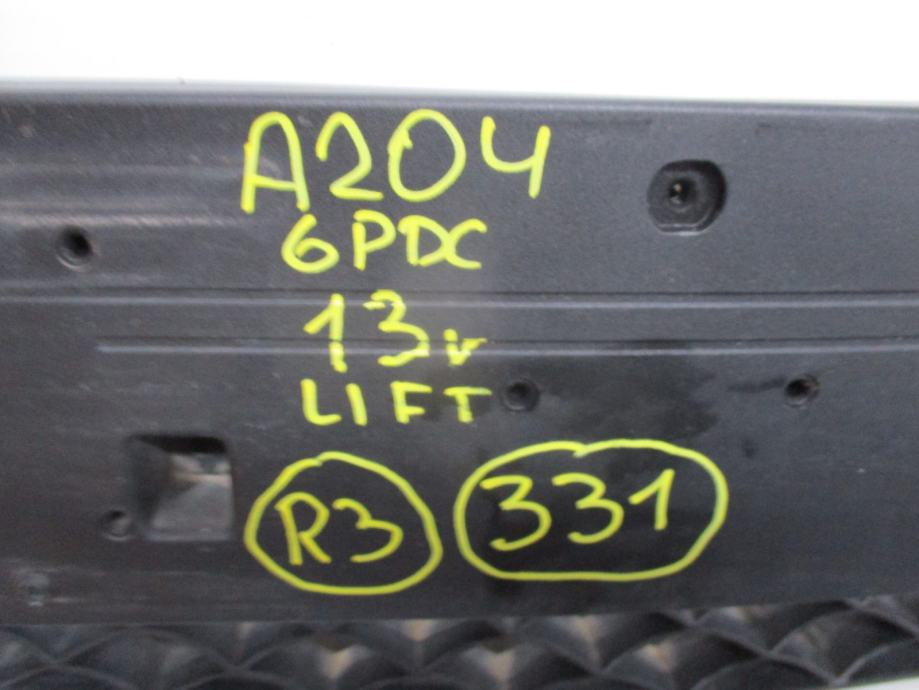 A204
6PDC
13r
LIFT
R3 331